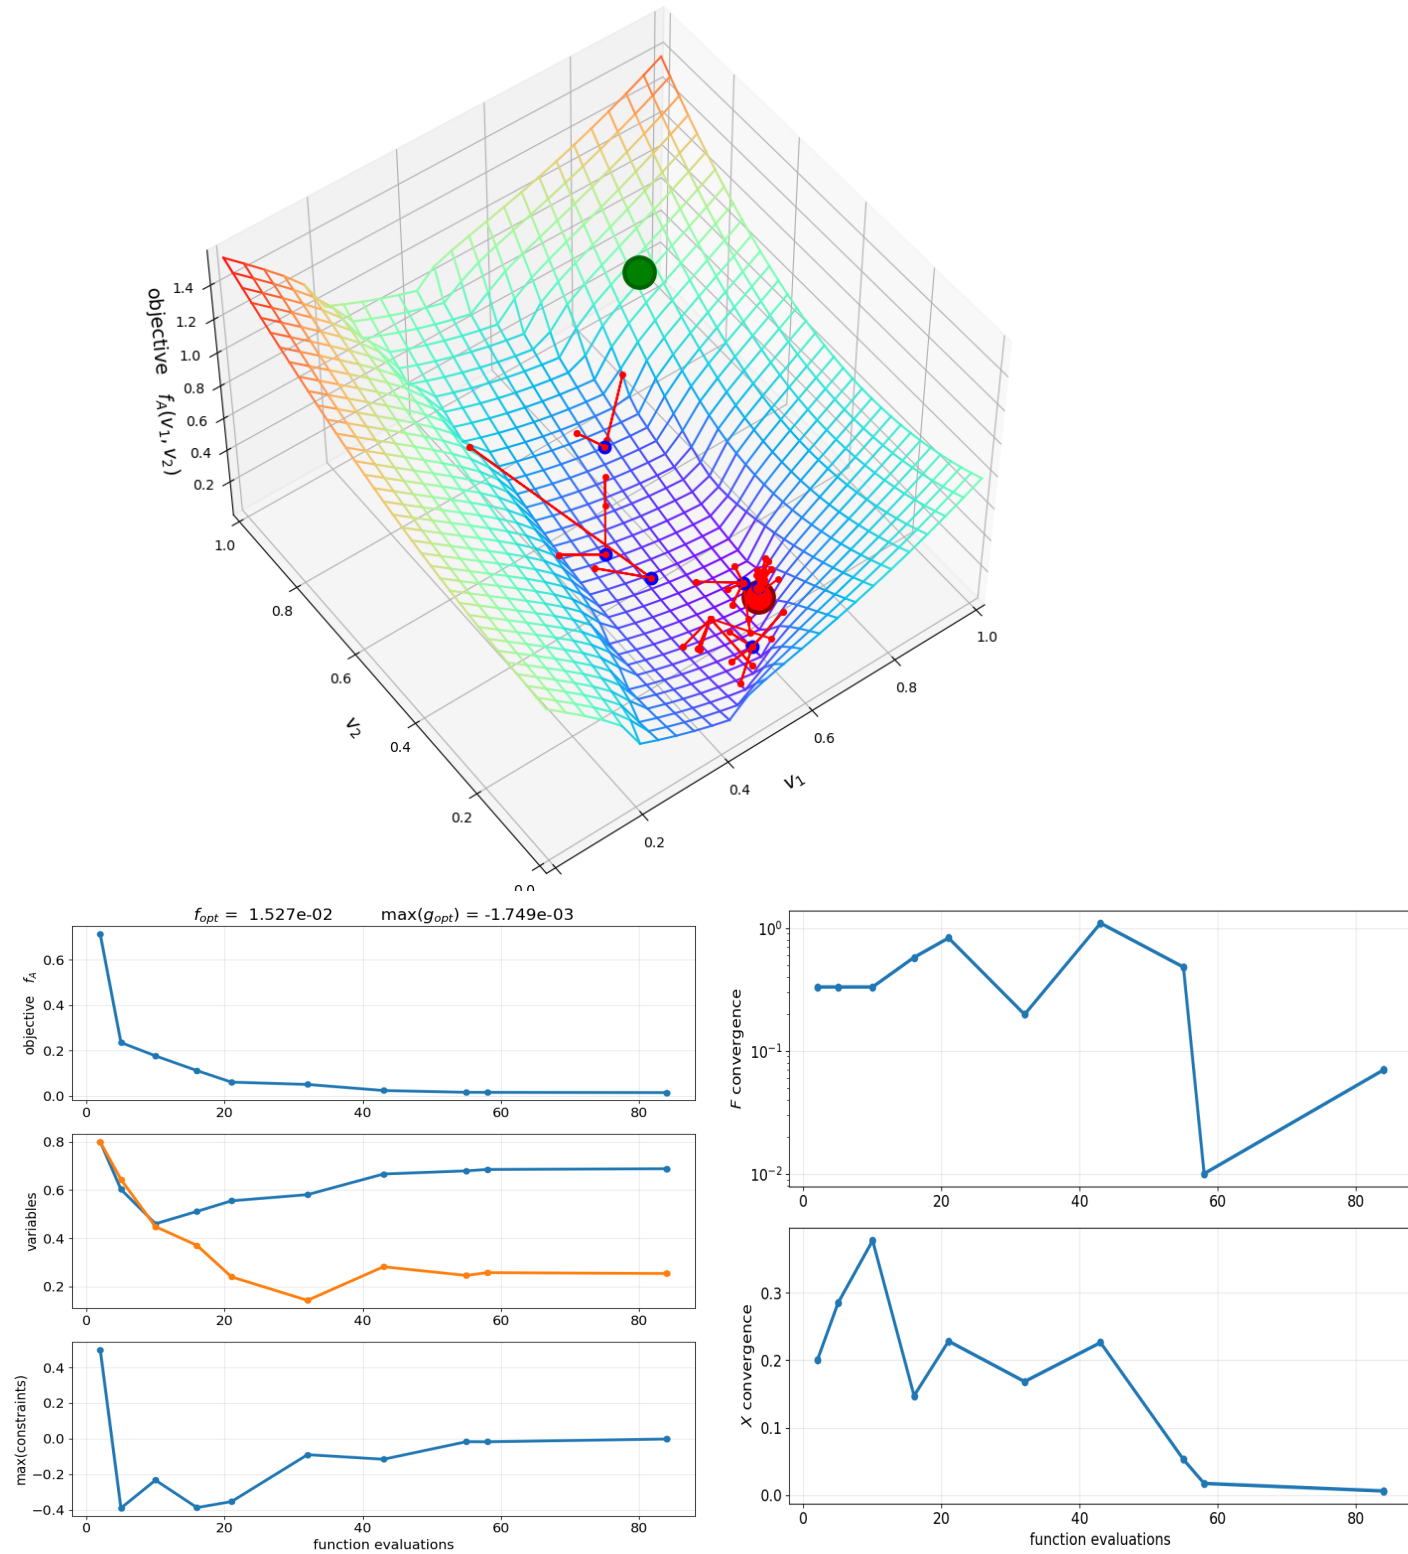 objective f_A(v_1, v_2)
1.4
1.2
1.0
0.8
0.6
0.4
0.2
1.0
0.8
0.6
0.4
0.2
0.0
v_2
0.2
0.4
0.6
0.8
1.0
v_1
f_opt = 1.527e-02 max(g_opt) = -1.749e-03
objective f_A
0.6
0.4
0.2
0.0
0 20 40 60 80
variables
0.8
0.6
0.4
0.2
0 20 40 60 80
max(constraints)
0.4
0.2
0.0
−0.2
−0.4
0 20 40 60 80
function evaluations
F convergence
10^0
10^−1
10^−2
0 20 40 60 80
X convergence
0.3
0.2
0.1
0.0
0 20 40 60 80
function evaluations